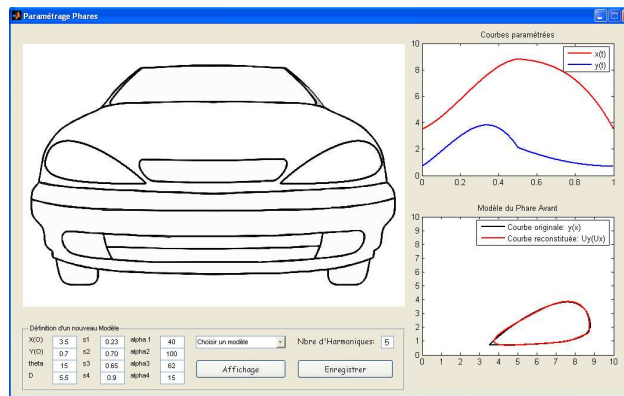 Paramétrage Phares
Courbes paramétrées
x(t)
y(t)
10
8
6
4
2
0
0 0.2 0.4 0.6 0.8 1
Modèle du Phare Avant
Courbe originale: y(x)
Courbe reconstituée: Uy(Ux)
10
8
6
4
2
0
0 1 2 3 4 5 6 7 8 9 10
Définition d'un nouveau Modèle
X(O) 3.5 s1 0.23 alpha 1 40
Y(O) 0.7 s2 0.70 alpha2 100
theta 15 s3 0.65 alpha3 62
D 5.5 s4 0.9 alpha4 15
Choisir un modèle
Nbre d'Harmoniques: 5
Affichage
Enregistrer